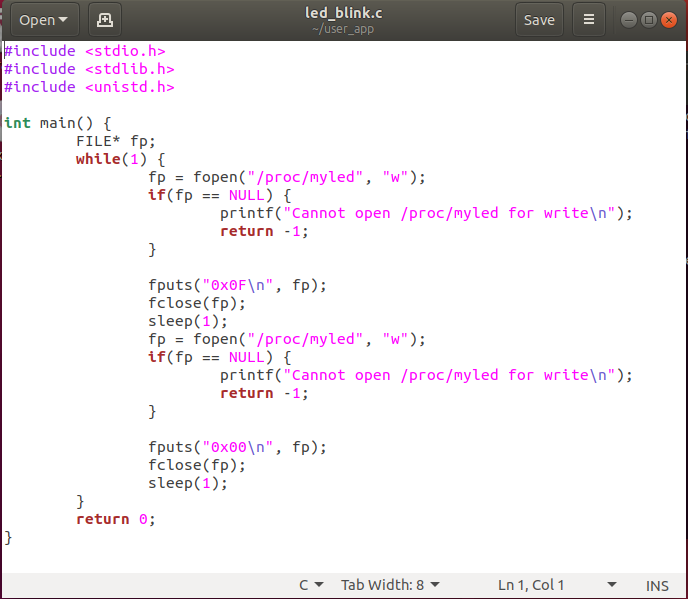 Open
led_blink.c
~/user_app
Save
#include <stdio.h>
#include <stdlib.h>
#include <unistd.h>

int main() {
        FILE* fp;
        while(1) {
                fp = fopen("/proc/myled", "w");
                if(fp == NULL) {
                        printf("Cannot open /proc/myled for write\n");
                        return -1;
                }

                fputs("0x0F\n", fp);
                fclose(fp);
                sleep(1);
                fp = fopen("/proc/myled", "w");
                if(fp == NULL) {
                        printf("Cannot open /proc/myled for write\n");
                        return -1;
                }

                fputs("0x00\n", fp);
                fclose(fp);
                sleep(1);
        }
        return 0;
}
C Tab Width: 8 Ln 1, Col 1 INS